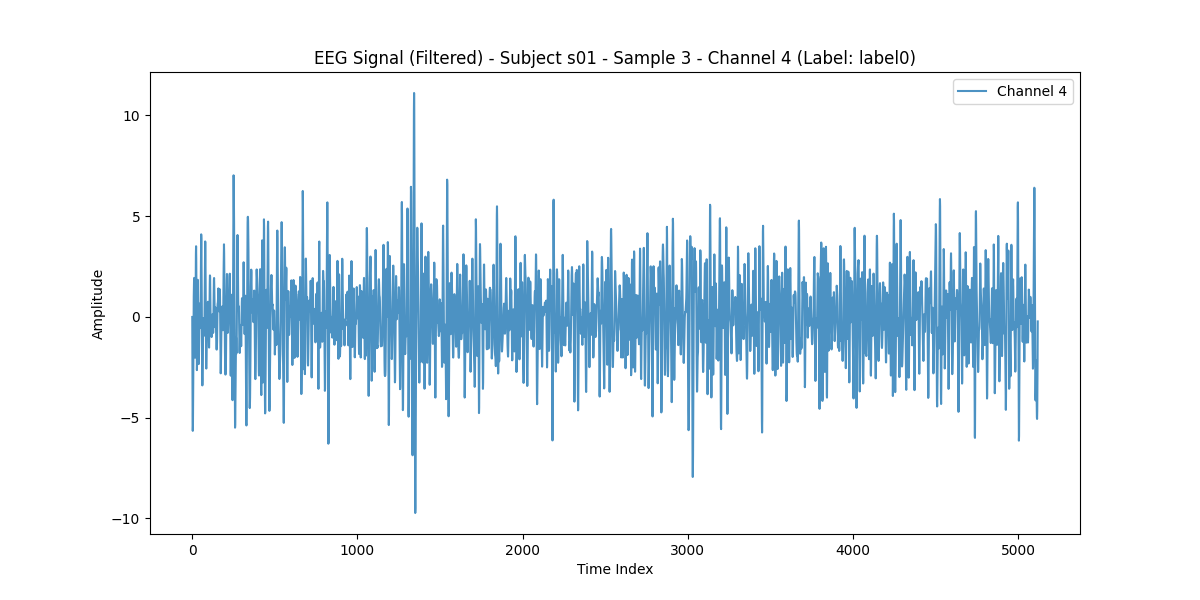 EEG Signal (Filtered) - Subject s01 - Sample 3 - Channel 4 (Label: label0)
Channel 4
10
5
0
−5
−10
Amplitude
0 1000 2000 3000 4000 5000
Time Index